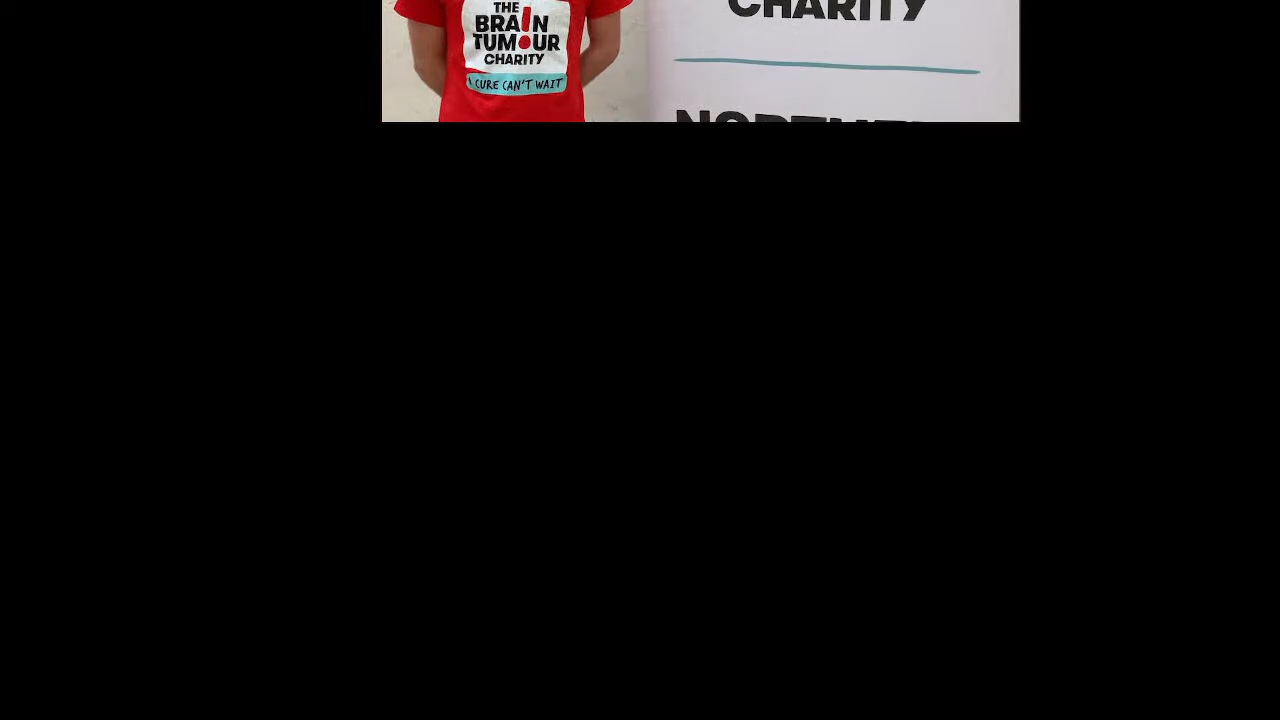 THE
BRA!N
TUMOUR
CHARITY
A CURE CAN'T WAIT
CHARITY